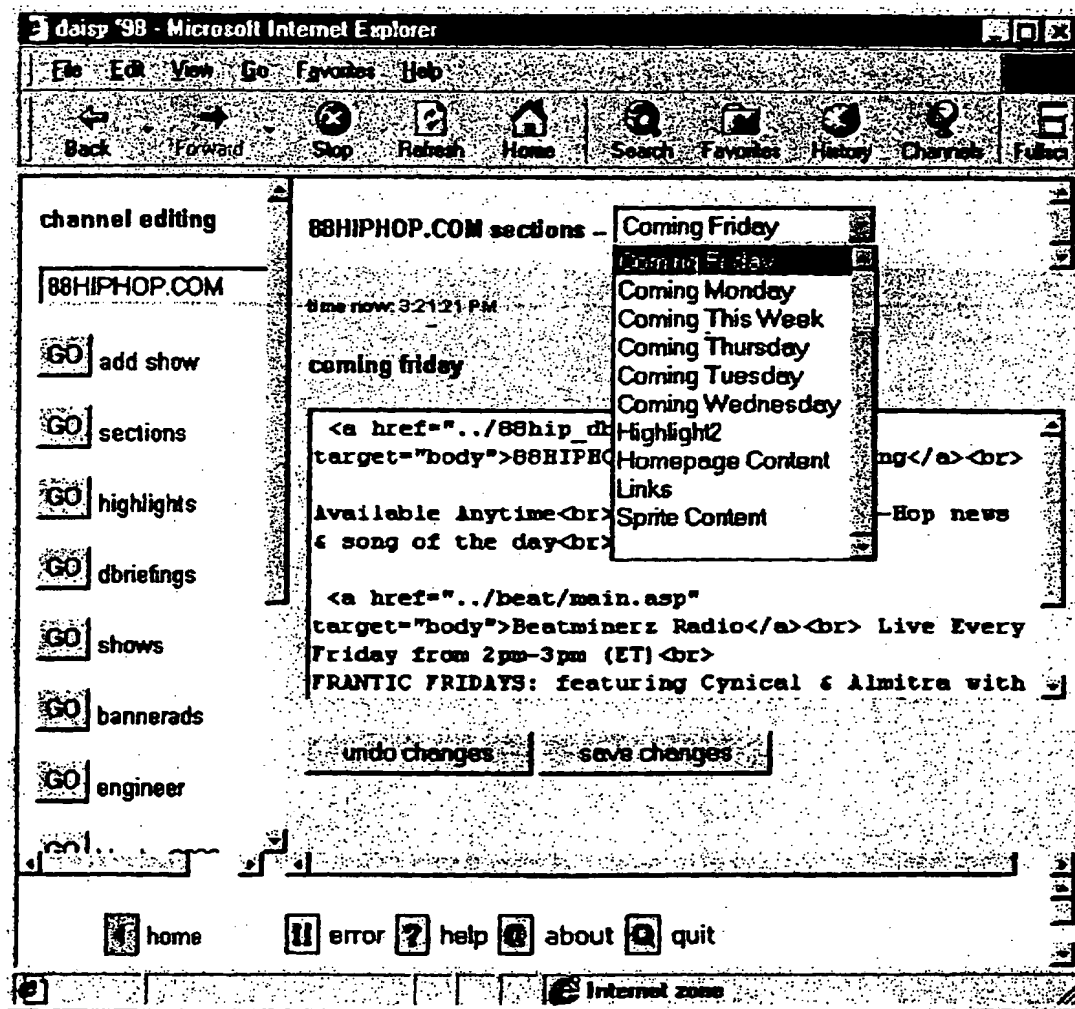 daisy '98 - Microsoft Internet Explorer
File Edit View Go Favorites Help
Back Forward Stop Refresh Home Search Favorites History Channels Fullscr
channel editing
88HIPHOP.COM
GO add show
GO sections
GO highlights
GO dbriefings
GO shows
GO bannerads
GO engineer
GO
88HIPHOP.COM sections – Coming Friday
Coming Friday
Coming Monday
Coming This Week
Coming Thursday
Coming Tuesday
Coming Wednesday
Highlight2
Homepage Content
Links
Sprite Content
time now: 3:21:21 PM
coming friday
<a href="../88hip_db
target="body">88HIPHO ng</a><br>
Available Anytime<br> -Hop news
& song of the day<br>
<a href="../beat/main.asp"
target="body">Beatminerz Radio</a><br> Live Every
Friday from 2pm-3pm (ET)<br>
FRANTIC FRIDAYS: featuring Cynical & Almitra with
undo changes save changes
home !! error ? help @ about Q quit
Internet zone